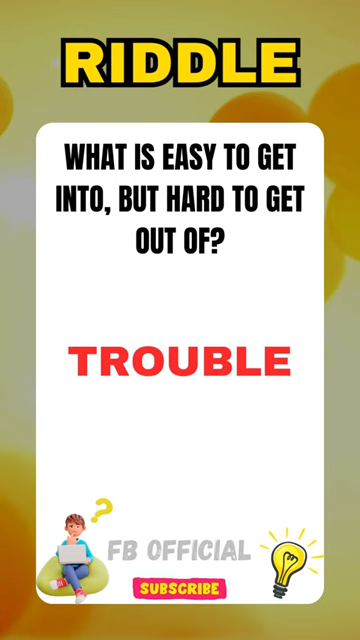 RIDDLE
WHAT IS EASY TO GET
INTO, BUT HARD TO GET
OUT OF?
TROUBLE
FB OFFICIAL
SUBSCRIBE